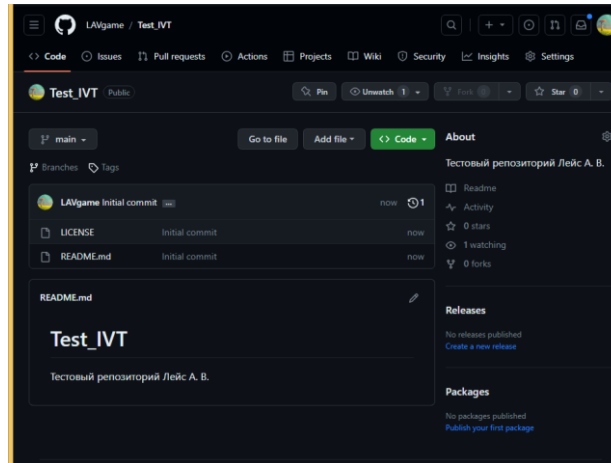 LAVgame / Test_IVT
Code Issues Pull requests Actions Projects Wiki Security Insights Settings
Test_IVT Public Pin Unwatch 1 Fork 0 Star 0
main Go to file Add file Code
Branches Tags
LAVgame Initial commit ... now 1
LICENSE Initial commit now
README.md Initial commit now
README.md
Test_IVT
Тестовый репозиторий Лейс А. В.
About
Тестовый репозиторий Лейс А. В.
Readme
Activity
0 stars
1 watching
0 forks
Releases
No releases published
Create a new release
Packages
No packages published
Publish your first package